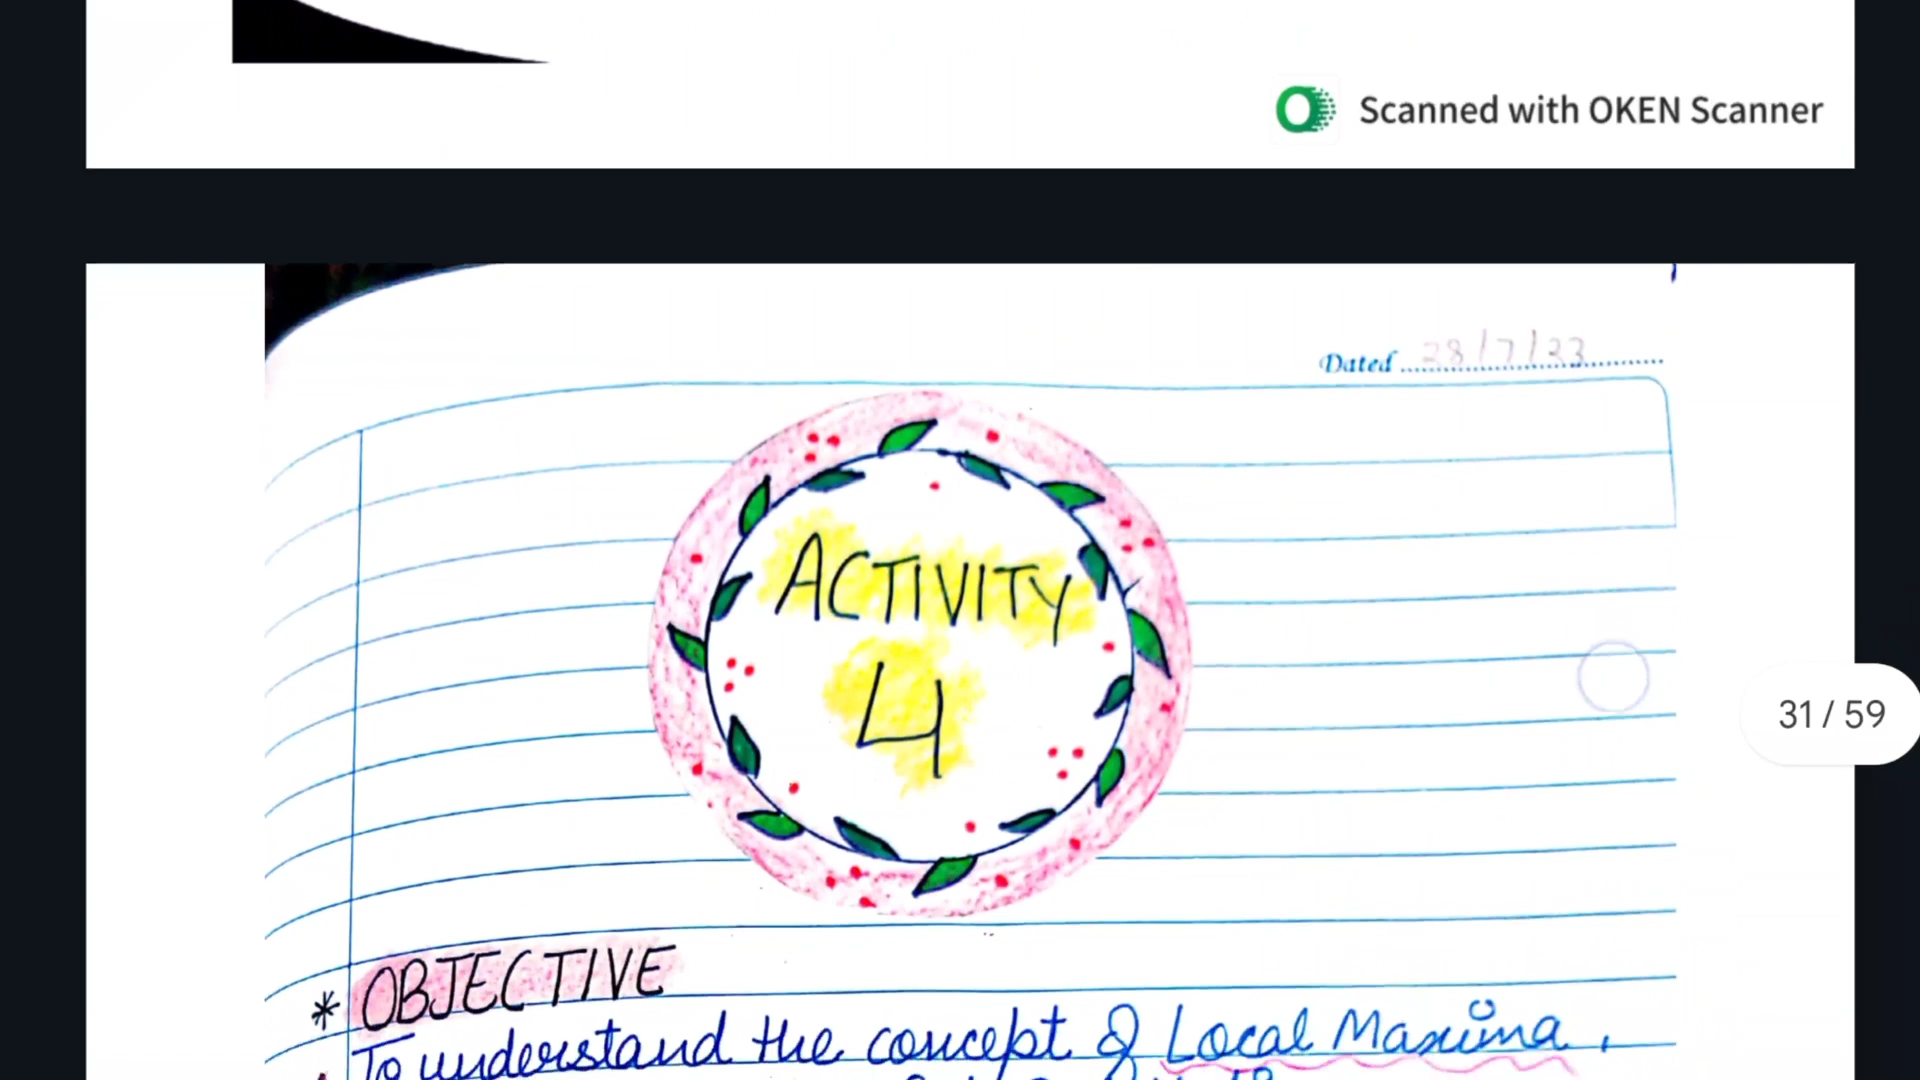 Scanned with OKEN Scanner
Dated 28/7/23
ACTIVITY
4
31 / 59
* OBJECTIVE
To understand the concept of Local Maxima,